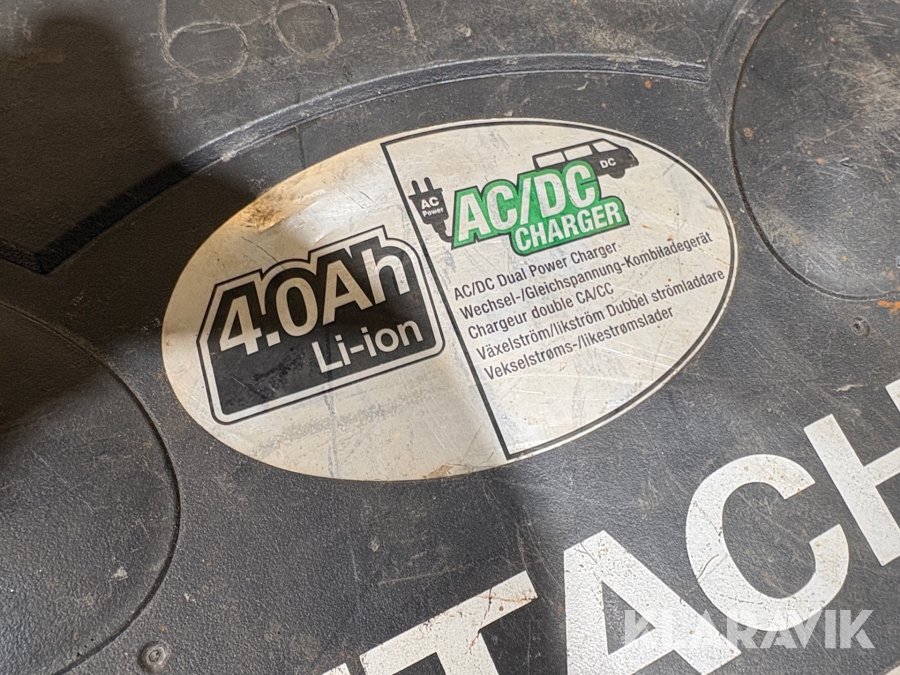 4.0Ah
Li-ion
AC
Power
DC
AC/DC
CHARGER
AC/DC Dual Power Charger
Wechsel-/Gleichspannung-Kombiladegerät
Chargeur double CA/CC
Växelström/likström Dubbel strömladdare
Vekselstrøms-/likestrømslader
ITACH
KLARAVIK